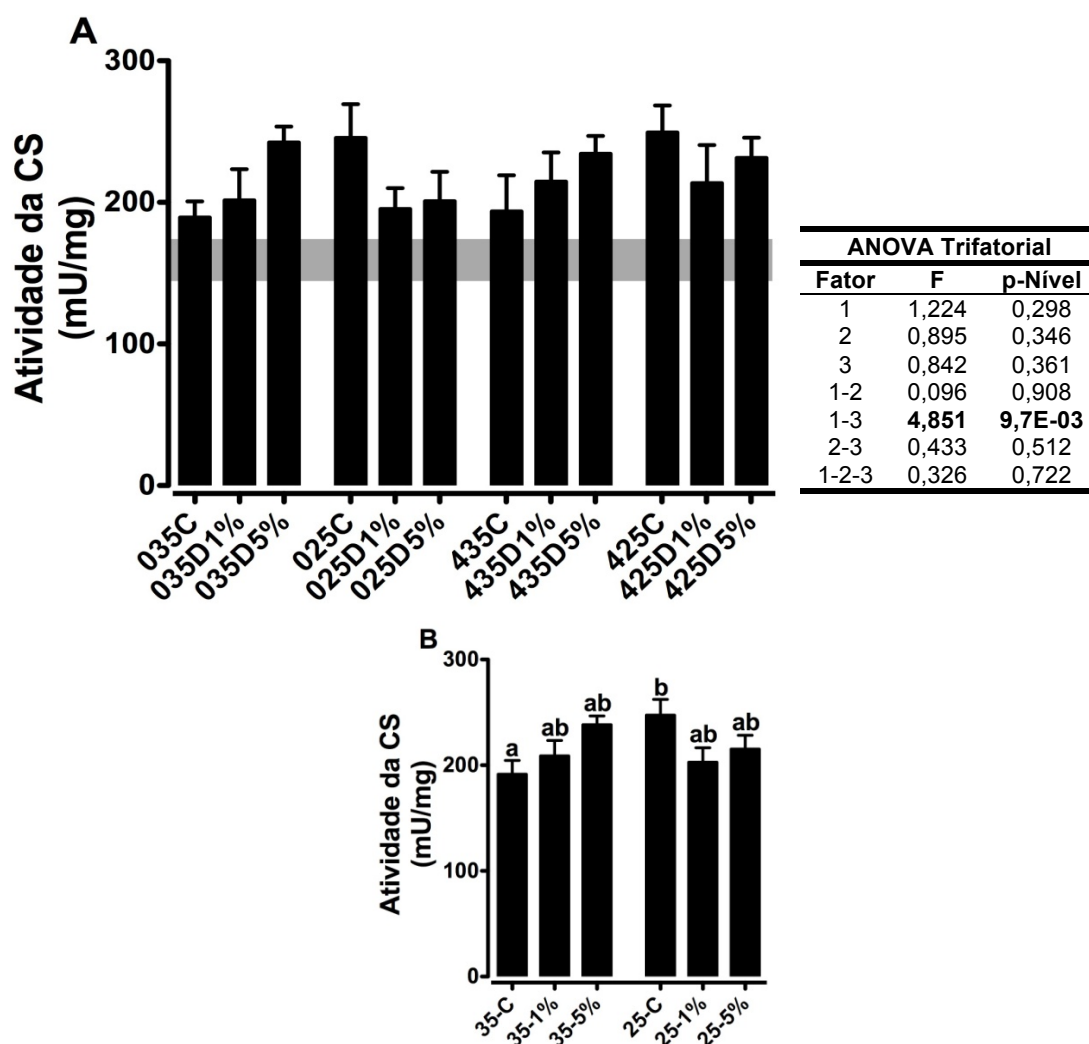 A
300
200
100
0
Atividade da CS
(mU/mg)
035C
035D1%
035D5%
025C
025D1%
025D5%
435C
435D1%
435D5%
425C
425D1%
425D5%
ANOVA Trifatorial
Fator F p-Nível
1 1,224 0,298
2 0,895 0,346
3 0,842 0,361
1-2 0,096 0,908
1-3 4,851 9,7E-03
2-3 0,433 0,512
1-2-3 0,326 0,722
B
300
200
100
0
Atividade da CS
(mU/mg)
a ab ab b ab ab
35-C
35-1%
35-5%
25-C
25-1%
25-5%